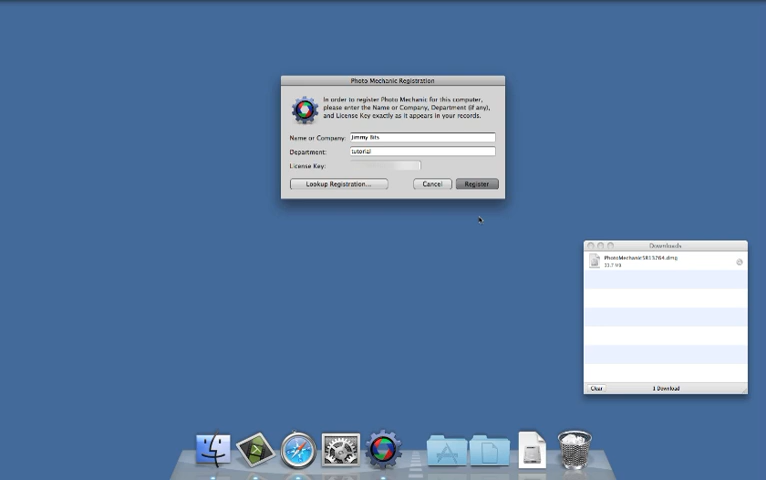 Photo Mechanic Registration
In order to register Photo Mechanic for this computer,
please enter the Name or Company, Department (if any),
and License Key exactly as it appears in your records.
Name or Company: Jimmy Bits
Department: tutorial
License Key:
Lookup Registration...
Cancel
Register
Downloads
33.7 MB
Clear
1 Download